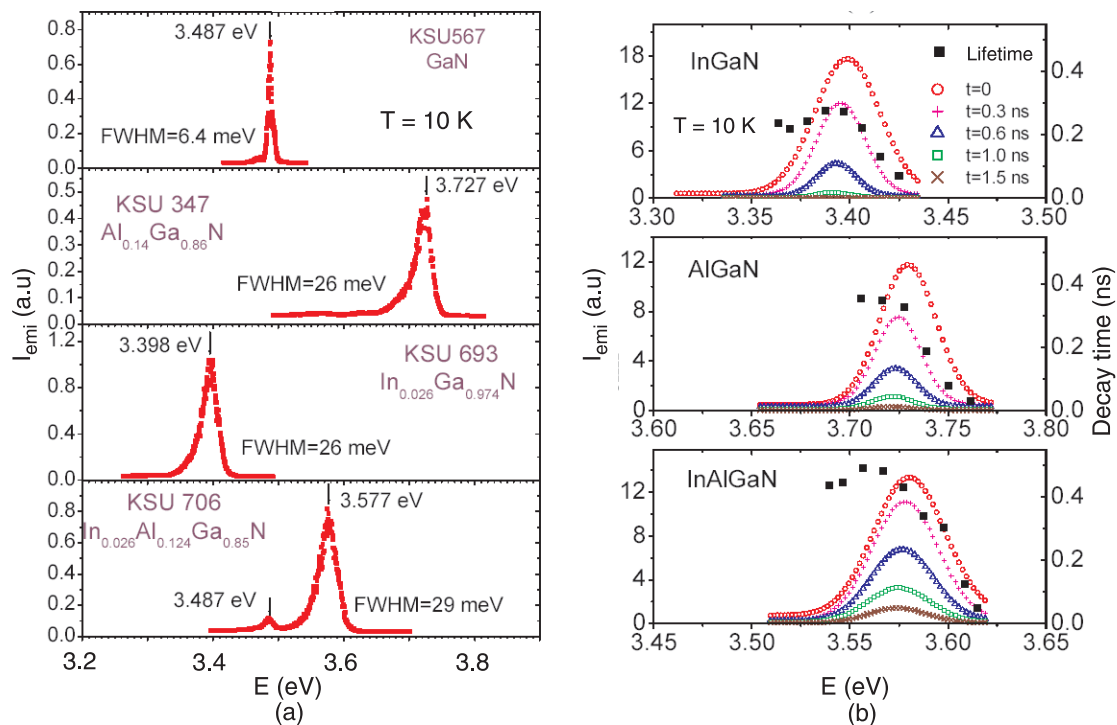 0.8
0.6
0.4
0.2
0.0
3.487 eV
KSU567
GaN
T = 10 K
FWHM=6.4 meV
0.5
0.4
0.3
0.1
0.0
3.727 eV
KSU 347
Al0.14Ga0.86N
FWHM=26 meV
1.2
0.8
0.4
0.0
3.398 eV
KSU 693
In0.026Ga0.974N
FWHM=26 meV
0.8
0.6
0.4
0.2
0.0
KSU 706
In0.026Al0.124Ga0.85N
3.577 eV
3.487 eV
FWHM=29 meV
Iemi (a.u)
3.2 3.4 3.6 3.8
E (eV)
(a)
18
12
6
0
InGaN
T = 10 K
Lifetime
t=0
t=0.3 ns
t=0.6 ns
t=1.0 ns
t=1.5 ns
0.4
0.2
0.0
3.30 3.35 3.40 3.45 3.50
12
8
4
0
AlGaN
0.4
0.2
0.0
3.60 3.65 3.70 3.75 3.80
12
8
4
0
InAlGaN
0.4
0.2
0.0
3.45 3.50 3.55 3.60 3.65
Iemi (a.u)
Decay time (ns)
E (eV)
(b)